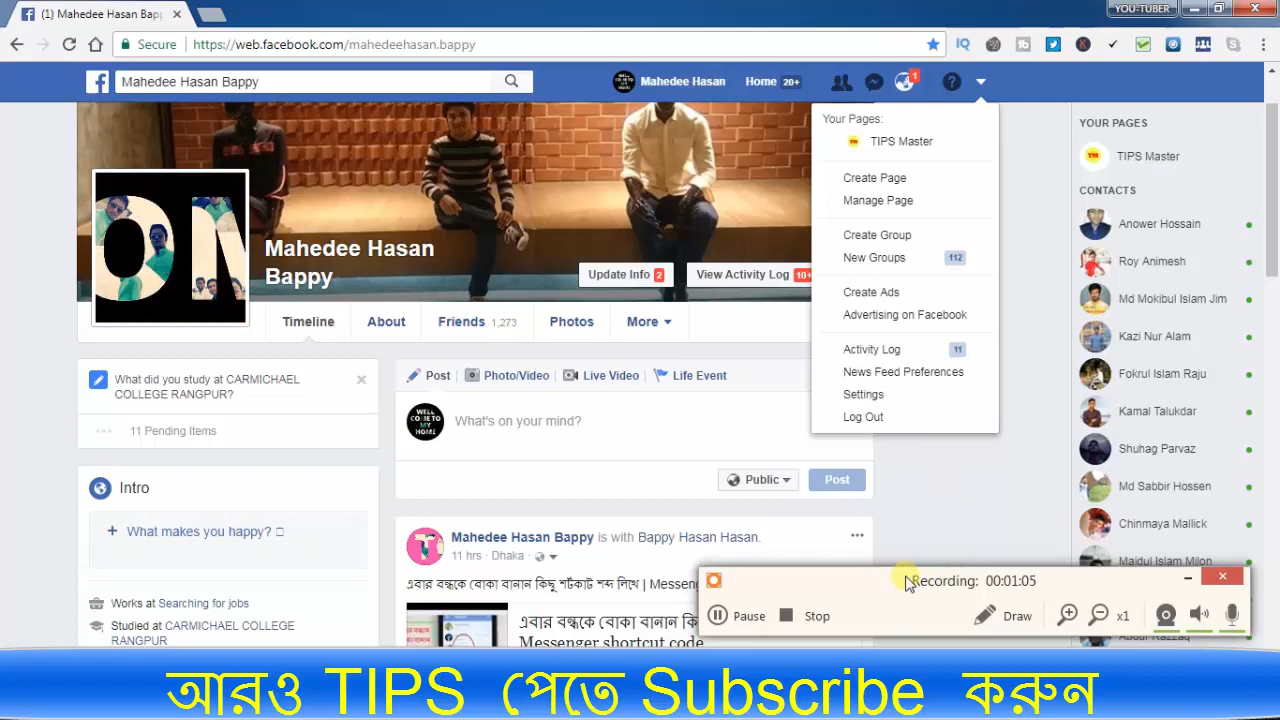 (1) Mahedee Hasan Bapp
YOU-TUBER
Secure https://web.facebook.com/mahedeehasan.bappy
Mahedee Hasan Bappy
Mahedee Hasan Home 20+ 1
Your Pages:
TIPS Master
Create Page
Manage Page
Create Group
New Groups 112
Create Ads
Advertising on Facebook
Activity Log 11
News Feed Preferences
Settings
Log Out
Mahedee Hasan
Bappy
Update Info 2
View Activity Log 10+
Timeline About Friends 1,273 Photos More
What did you study at CARMICHAEL
COLLEGE RANGPUR?
11 Pending Items
Intro
What makes you happy?
Works at Searching for jobs
Studied at CARMICHAEL COLLEGE
RANGPUR
Post Photo/Video Live Video Life Event
WELL
COME TO
MY
HOME
What's on your mind?
Public Post
Mahedee Hasan Bappy is with Bappy Hasan Hasan.
11 hrs · Dhaka
এবার বন্ধকে বোকা বানান কিছু শর্টকাট শব্দ লিখে | Messen
এবার বন্ধকে বোকা বানান কি
Messenger shortcut code
YOUR PAGES
TIPS Master
CONTACTS
Anower Hossain
Roy Animesh
Md Mokibul Islam Jim
Kazi Nur Alam
Fokrul Islam Raju
Kamal Talukdar
Shuhag Parvaz
Md Sabbir Hossen
Chinmaya Mallick
Maidul Islam Milon
Recording: 00:01:05
Pause Stop Draw x1
আরও TIPS পেতে Subscribe করুন